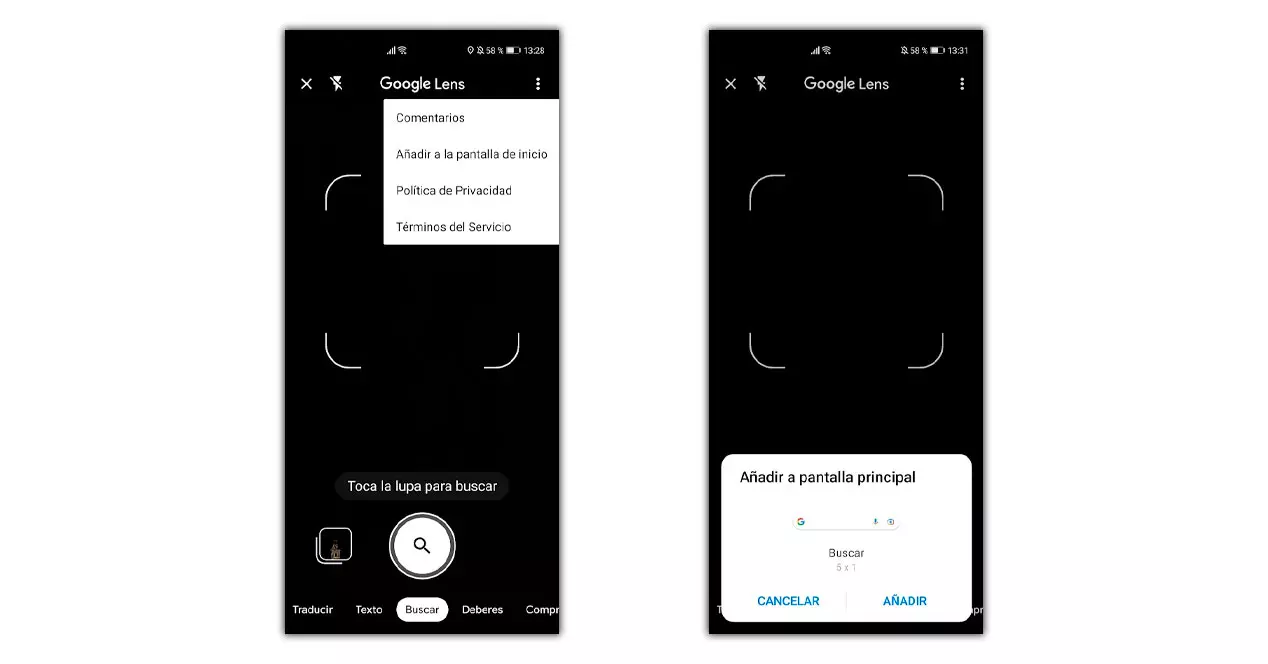 58 % 13:28
Google Lens
Comentarios
Añadir a la pantalla de inicio
Política de Privacidad
Términos del Servicio
Toca la lupa para buscar
Traducir Texto Buscar Deberes Compr
58 % 13:31
Google Lens
Añadir a pantalla principal
G
Buscar
5 x 1
CANCELAR AÑADIR
T pr